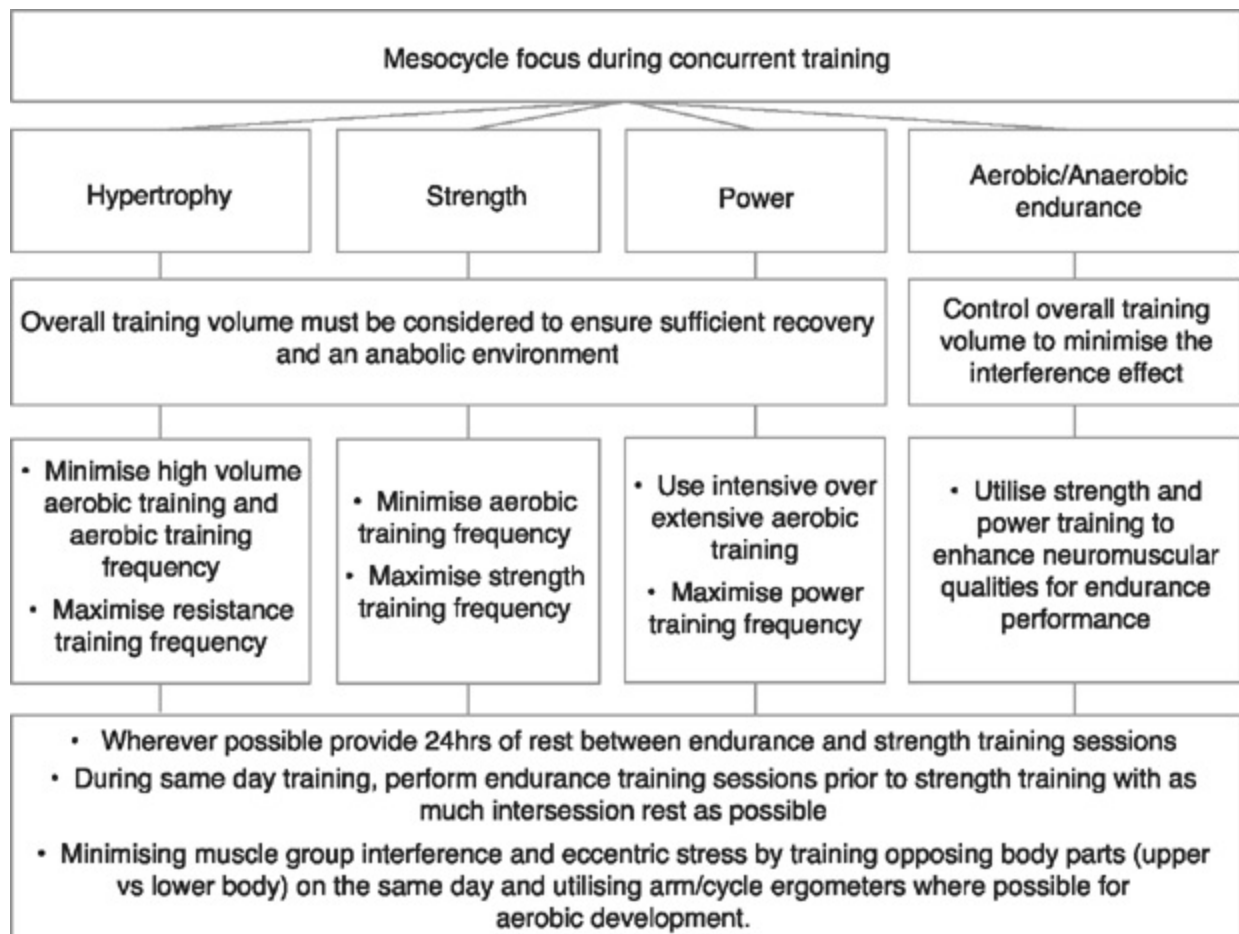 Mesocycle focus during concurrent training
Hypertrophy
Strength
Power
Aerobic/Anaerobic
endurance
Overall training volume must be considered to ensure sufficient recovery
and an anabolic environment
Control overall training
volume to minimise the
interference effect
• Minimise high volume
aerobic training and
aerobic training
frequency
• Maximise resistance
training frequency
• Minimise aerobic
training frequency
• Maximise strength
training frequency
• Use intensive over
extensive aerobic
training
• Maximise power
training frequency
• Utilise strength and
power training to
enhance neuromuscular
qualities for endurance
performance
• Wherever possible provide 24hrs of rest between endurance and strength training sessions
• During same day training, perform endurance training sessions prior to strength training with as
much intersession rest as possible
• Minimising muscle group interference and eccentric stress by training opposing body parts (upper
vs lower body) on the same day and utilising arm/cycle ergometers where possible for
aerobic development.